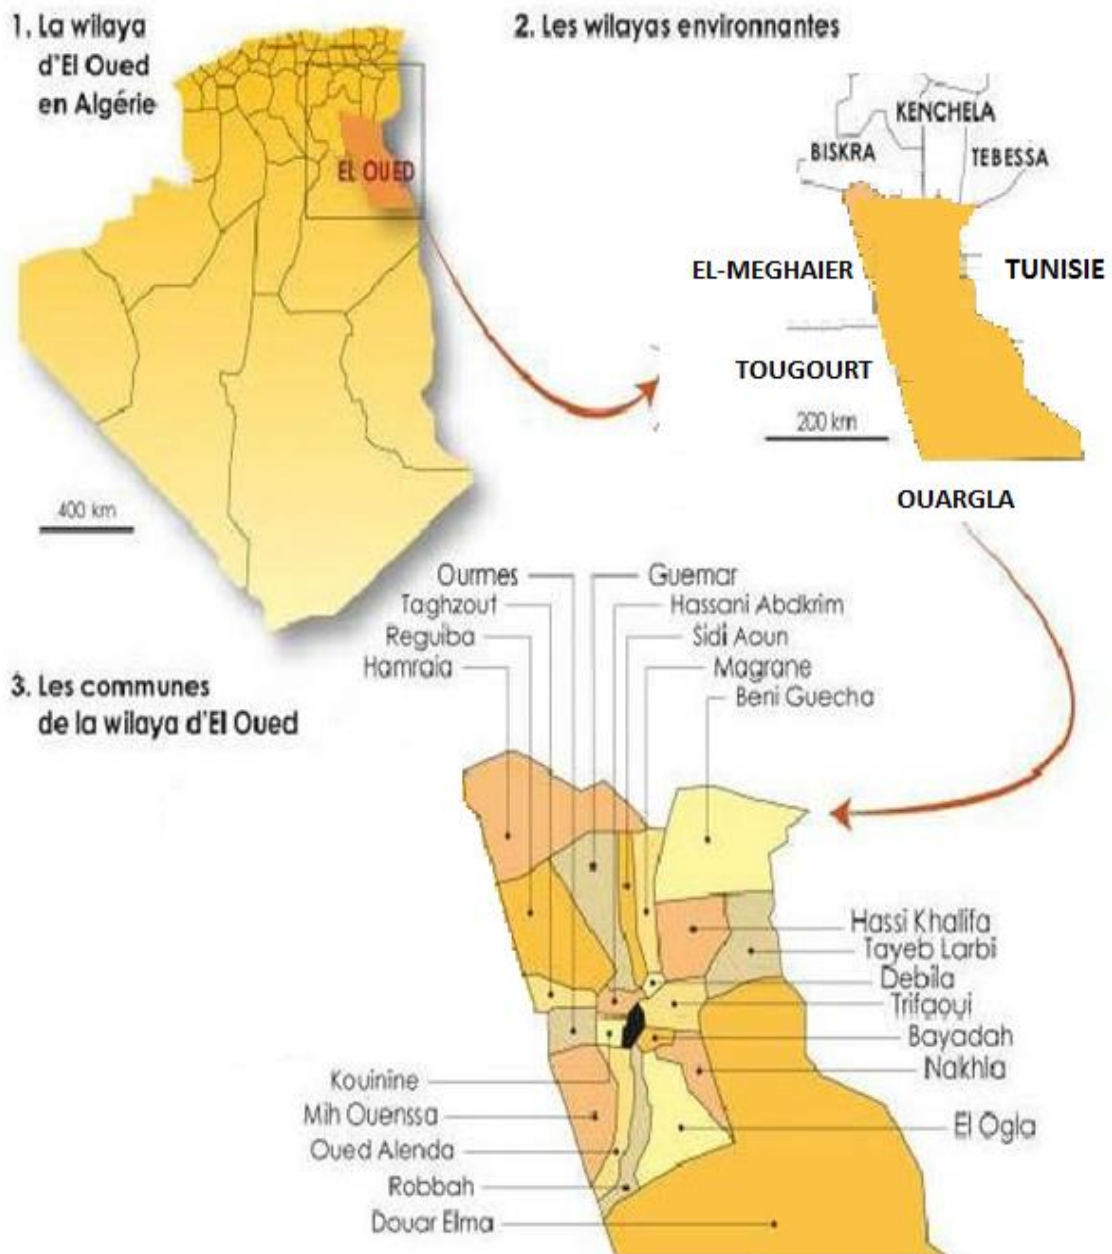 1. La wilaya
d'El Oued
en Algérie
EL OUED
400 km
2. Les wilayas environnantes
KENCHELA
BISKRA
TEBESSA
EL-MEGHAIER
TUNISIE
TOUGOURT
200 km
OUARGLA
3. Les communes
de la wilaya d'El Oued
Ourmes
Taghzout
Reguiba
Hamraia
Guemar
Hassani Abdkrim
Sidi Aoun
Magrane
Beni Guecha
Hassi Khalifa
Tayeb Larbi
Debila
Trifaoui
Bayadah
Nakhla
El Ogla
Kouinine
Mih Ouenssa
Oued Alenda
Robbah
Douar Elma